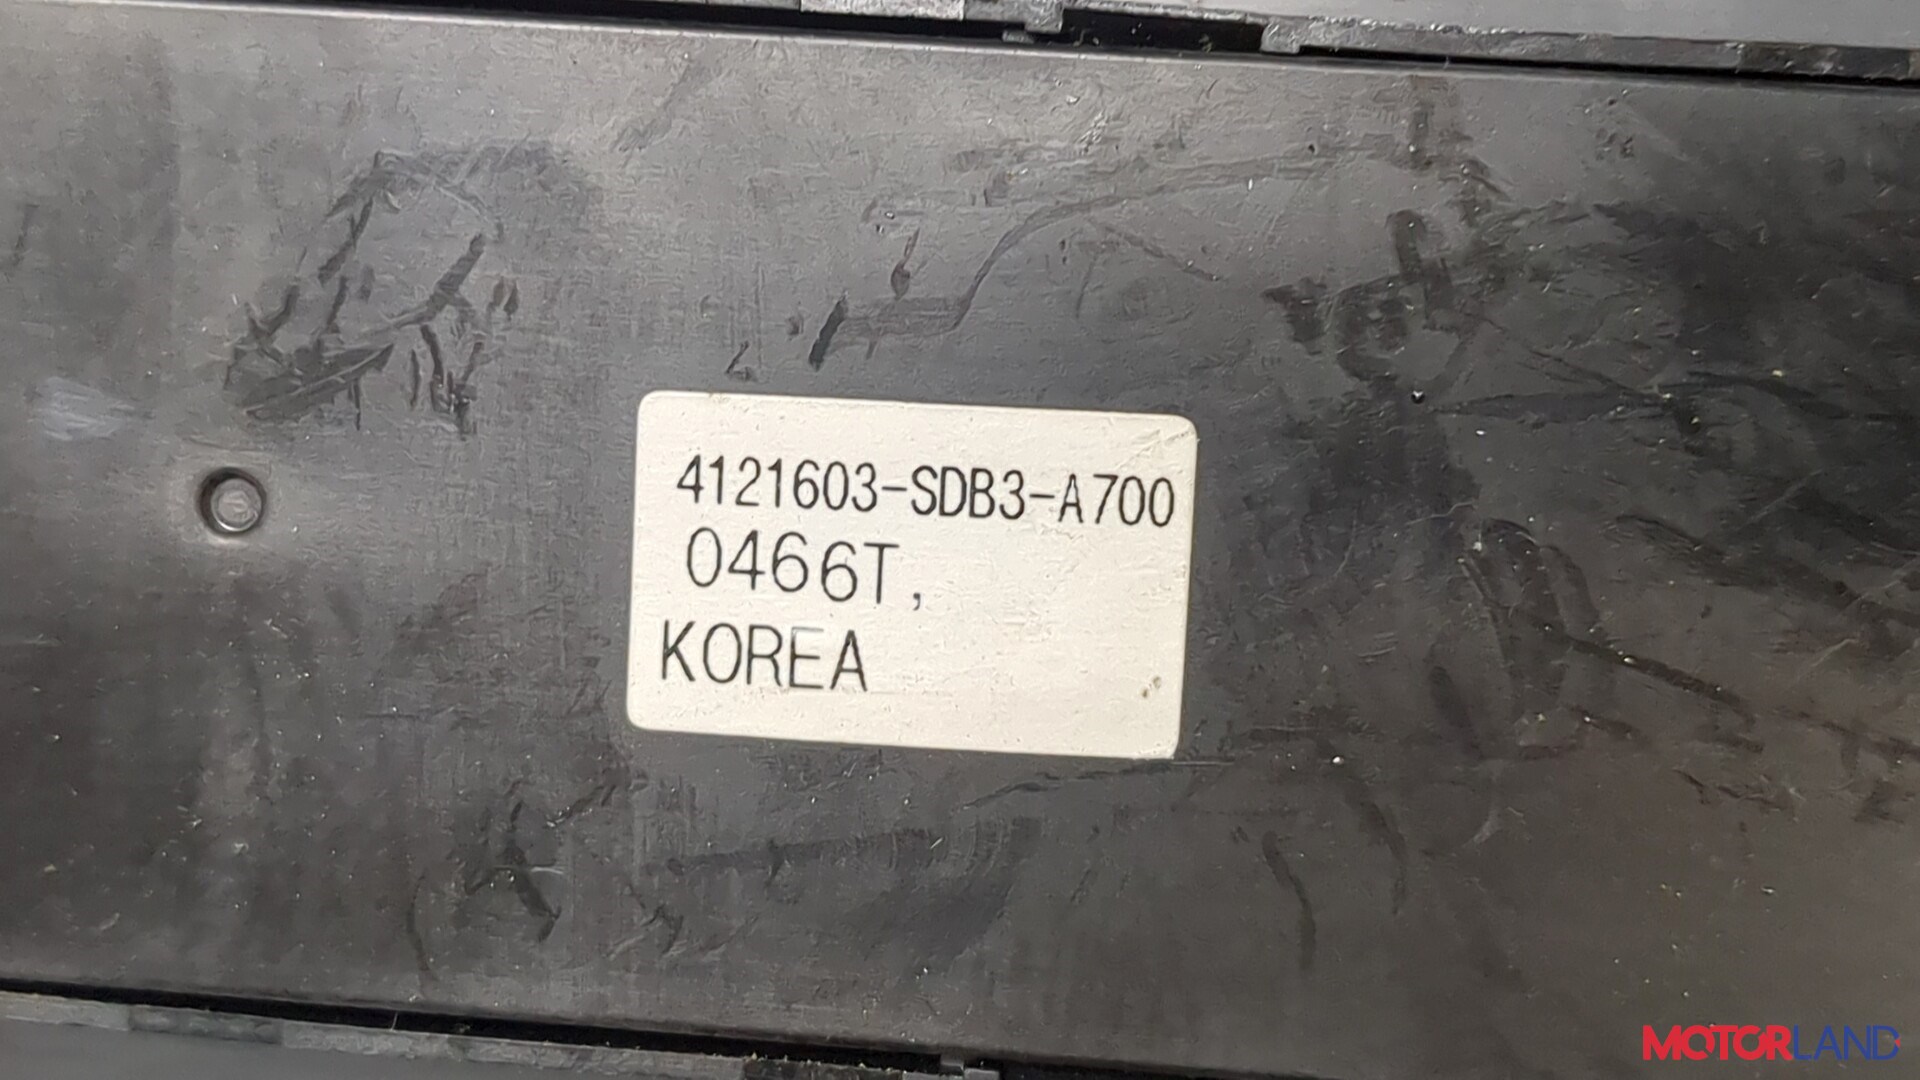 4121603-SDB3-A700
0466T,
KOREA
MOTORLAND